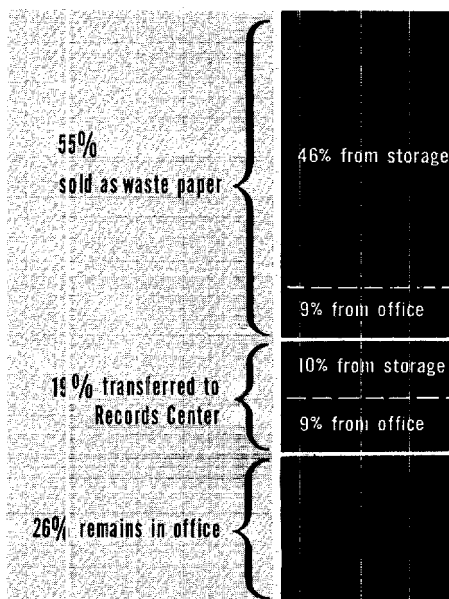 55%
sold as waste paper
46% from storage
9% from office
19% transferred to
Records Center
10% from storage
9% from office
26% remains in office